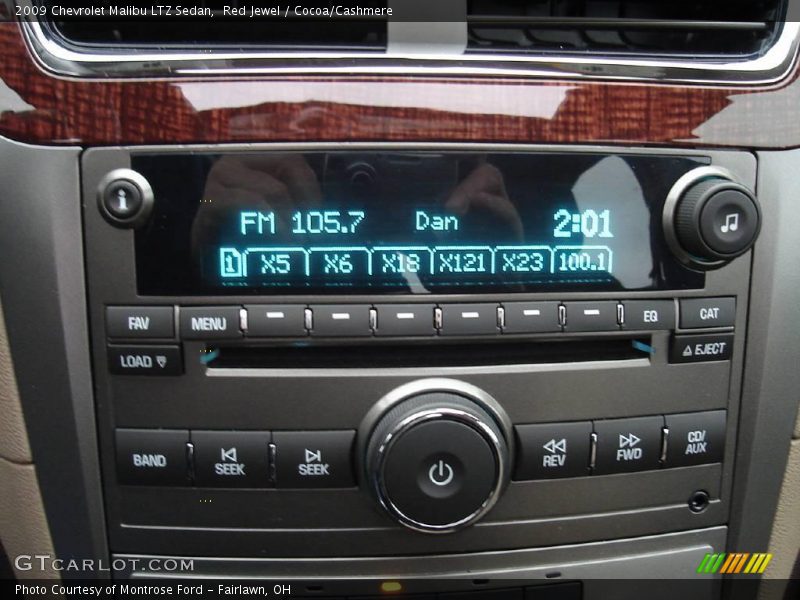 2009 Chevrolet Malibu LTZ Sedan, Red Jewel / Cocoa/Cashmere
i
FM 105.7 Dan 2:01
1 X5 X6 X18 X121 X23 100.1
FAV MENU EQ CAT
LOAD EJECT
BAND SEEK SEEK REV FWD CD/AUX
GTCARLOT.COM
Photo Courtesy of Montrose Ford - Fairlawn, OH